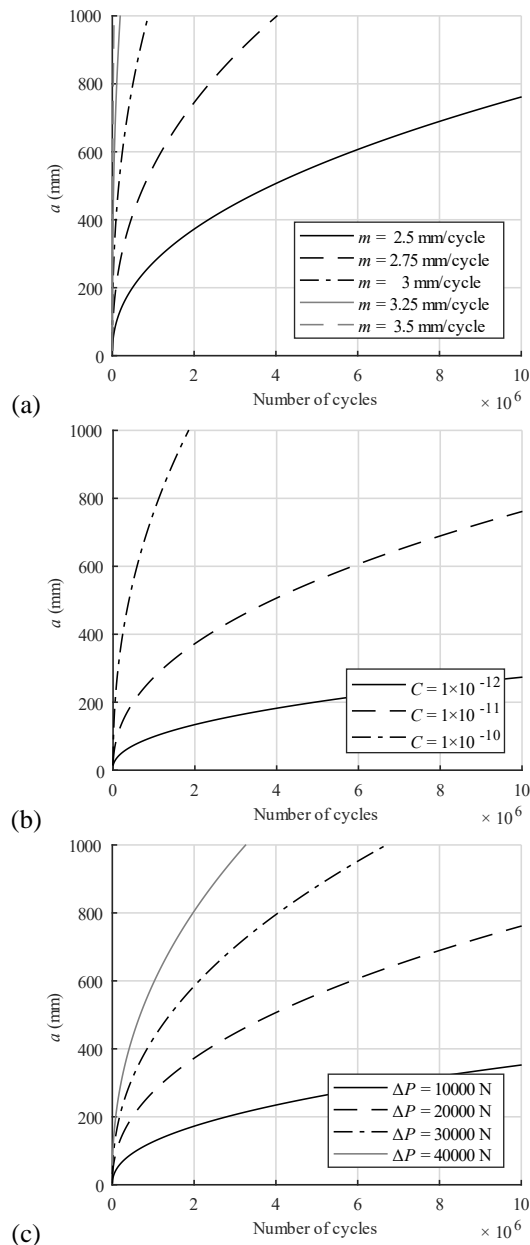 1000
800
600
400
200
0
a (mm)
m = 2.5 mm/cycle
m = 2.75 mm/cycle
m = 3 mm/cycle
m = 3.25 mm/cycle
m = 3.5 mm/cycle
0 2 4 6 8 10
Number of cycles
× 10 6
(a)
1000
800
600
400
200
0
a (mm)
C = 1×10 -12
C = 1×10 -11
C = 1×10 -10
0 2 4 6 8 10
Number of cycles
× 10 6
(b)
1000
800
600
400
200
0
a (mm)
ΔP = 10000 N
ΔP = 20000 N
ΔP = 30000 N
ΔP = 40000 N
0 2 4 6 8 10
Number of cycles
× 10 6
(c)